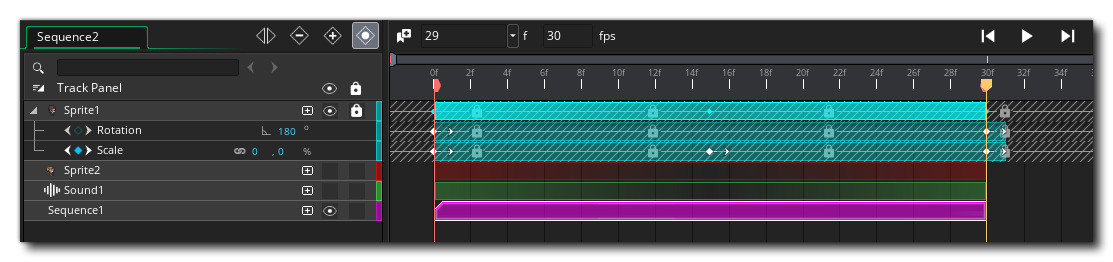 Sequence2
29 f 30 fps
0f 2f 4f 6f 8f 10f 12f 14f 16f 18f 20f 22f 24f 26f 28f 30f 32f 34f
Track Panel
Sprite1
Rotation 180 °
Scale 0 , 0 %
Sprite2
Sound1
Sequence1